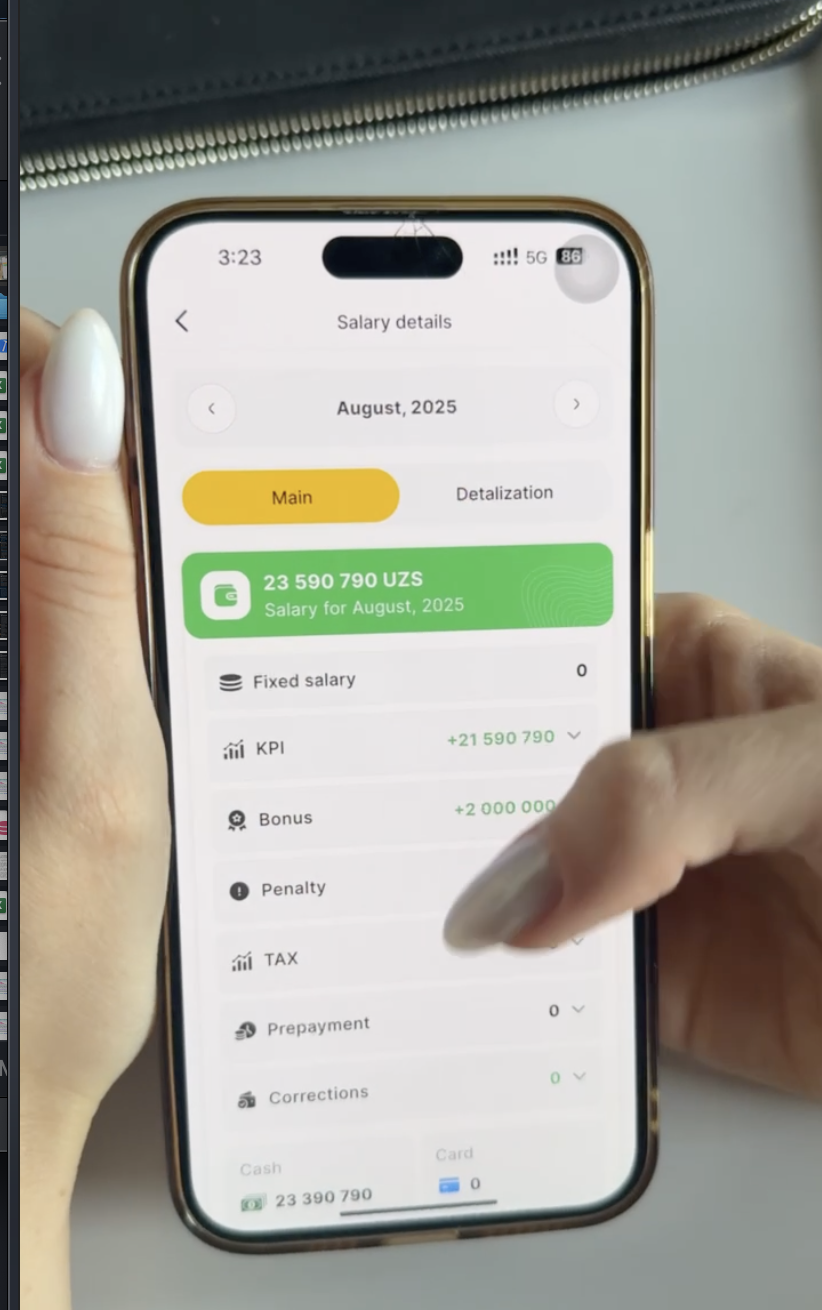 3:23 5G 86
Salary details
August, 2025
Main Detalization
23 590 790 UZS
Salary for August, 2025
Fixed salary 0
KPI +21 590 790
Bonus +2 000 000
Penalty
TAX
Prepayment 0
Corrections 0
Cash Card
23 390 790 0